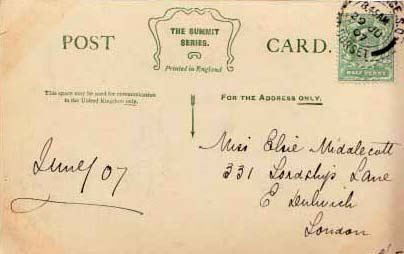 THE SUMMIT
SERIES.
POST
CARD.
Printed in England
HALF PENNY
This space may be used for communication
in the United Kingdom only.
FOR THE ADDRESS ONLY.
June/07
Miss Elsie Middlecott
331 Lordship Lane
E Dulwich
London